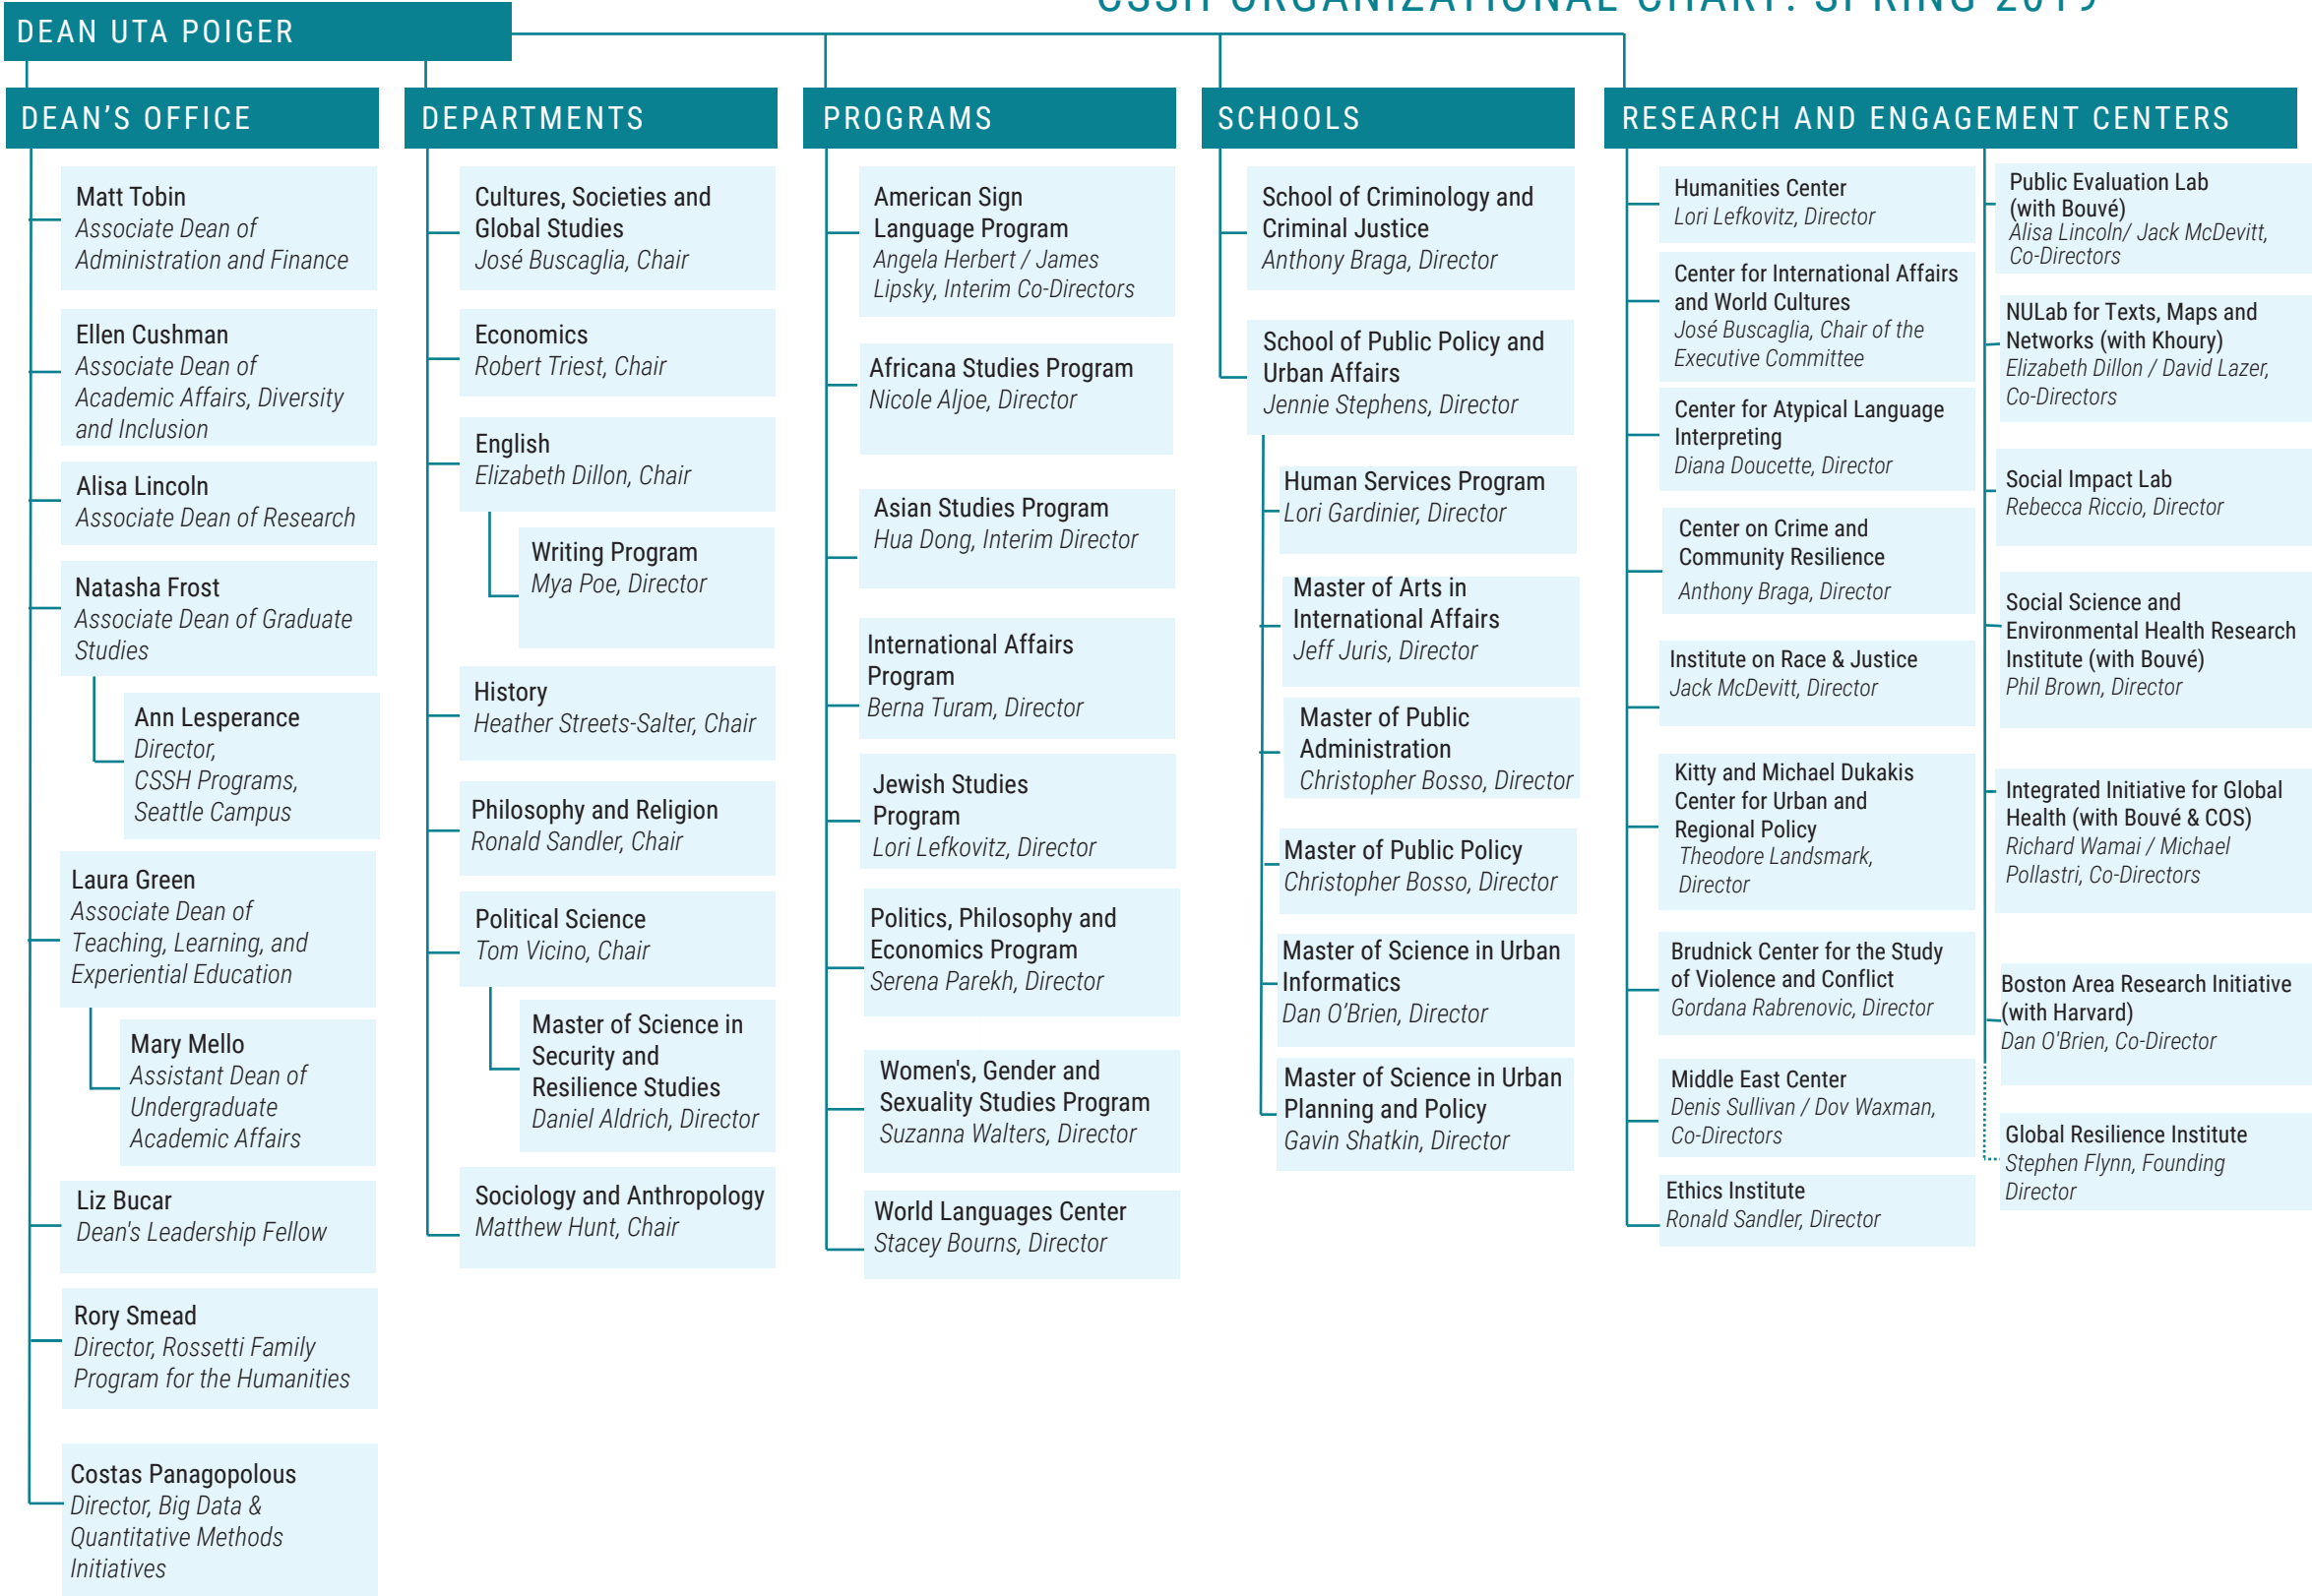 CSSH ORGANIZATIONAL CHART: SPRING 2019
DEAN UTA POIGER
DEAN'S OFFICE
Matt Tobin
Associate Dean of
Administration and Finance
Ellen Cushman
Associate Dean of
Academic Affairs, Diversity
and Inclusion
Alisa Lincoln
Associate Dean of Research
Natasha Frost
Associate Dean of Graduate
Studies
Ann Lesperance
Director,
CSSH Programs,
Seattle Campus
Laura Green
Associate Dean of
Teaching, Learning, and
Experiential Education
Mary Mello
Assistant Dean of
Undergraduate
Academic Affairs
Liz Bucar
Dean's Leadership Fellow
Rory Smead
Director, Rossetti Family
Program for the Humanities
Costas Panagopolous
Director, Big Data &
Quantitative Methods
Initiatives
DEPARTMENTS
Cultures, Societies and
Global Studies
José Buscaglia, Chair
Economics
Robert Triest, Chair
English
Elizabeth Dillon, Chair
Writing Program
Mya Poe, Director
History
Heather Streets-Salter, Chair
Philosophy and Religion
Ronald Sandler, Chair
Political Science
Tom Vicino, Chair
Master of Science in
Security and
Resilience Studies
Daniel Aldrich, Director
Sociology and Anthropology
Matthew Hunt, Chair
PROGRAMS
American Sign
Language Program
Angela Herbert / James
Lipsky, Interim Co-Directors
Africana Studies Program
Nicole Aljoe, Director
Asian Studies Program
Hua Dong, Interim Director
International Affairs
Program
Berna Turam, Director
Jewish Studies
Program
Lori Lefkovitz, Director
Politics, Philosophy and
Economics Program
Serena Parekh, Director
Women's, Gender and
Sexuality Studies Program
Suzanna Walters, Director
World Languages Center
Stacey Bourns, Director
SCHOOLS
School of Criminology and
Criminal Justice
Anthony Braga, Director
School of Public Policy and
Urban Affairs
Jennie Stephens, Director
Human Services Program
Lori Gardinier, Director
Master of Arts in
International Affairs
Jeff Juris, Director
Master of Public
Administration
Christopher Bosso, Director
Master of Public Policy
Christopher Bosso, Director
Master of Science in Urban
Informatics
Dan O'Brien, Director
Master of Science in Urban
Planning and Policy
Gavin Shatkin, Director
RESEARCH AND ENGAGEMENT CENTERS
Humanities Center
Lori Lefkovitz, Director
Center for International Affairs
and World Cultures
José Buscaglia, Chair of the
Executive Committee
Center for Atypical Language
Interpreting
Diana Doucette, Director
Center on Crime and
Community Resilience
Anthony Braga, Director
Institute on Race & Justice
Jack McDevitt, Director
Kitty and Michael Dukakis
Center for Urban and
Regional Policy
Theodore Landsmark,
Director
Brudnick Center for the Study
of Violence and Conflict
Gordana Rabrenovic, Director
Middle East Center
Denis Sullivan / Dov Waxman,
Co-Directors
Ethics Institute
Ronald Sandler, Director
Public Evaluation Lab
(with Bouvé)
Alisa Lincoln/ Jack McDevitt,
Co-Directors
NULab for Texts, Maps and
Networks (with Khoury)
Elizabeth Dillon / David Lazer,
Co-Directors
Social Impact Lab
Rebecca Riccio, Director
Social Science and
Environmental Health Research
Institute (with Bouvé)
Phil Brown, Director
Integrated Initiative for Global
Health (with Bouvé & COS)
Richard Wamai / Michael
Pollastri, Co-Directors
Boston Area Research Initiative
(with Harvard)
Dan O'Brien, Co-Director
Global Resilience Institute
Stephen Flynn, Founding
Director